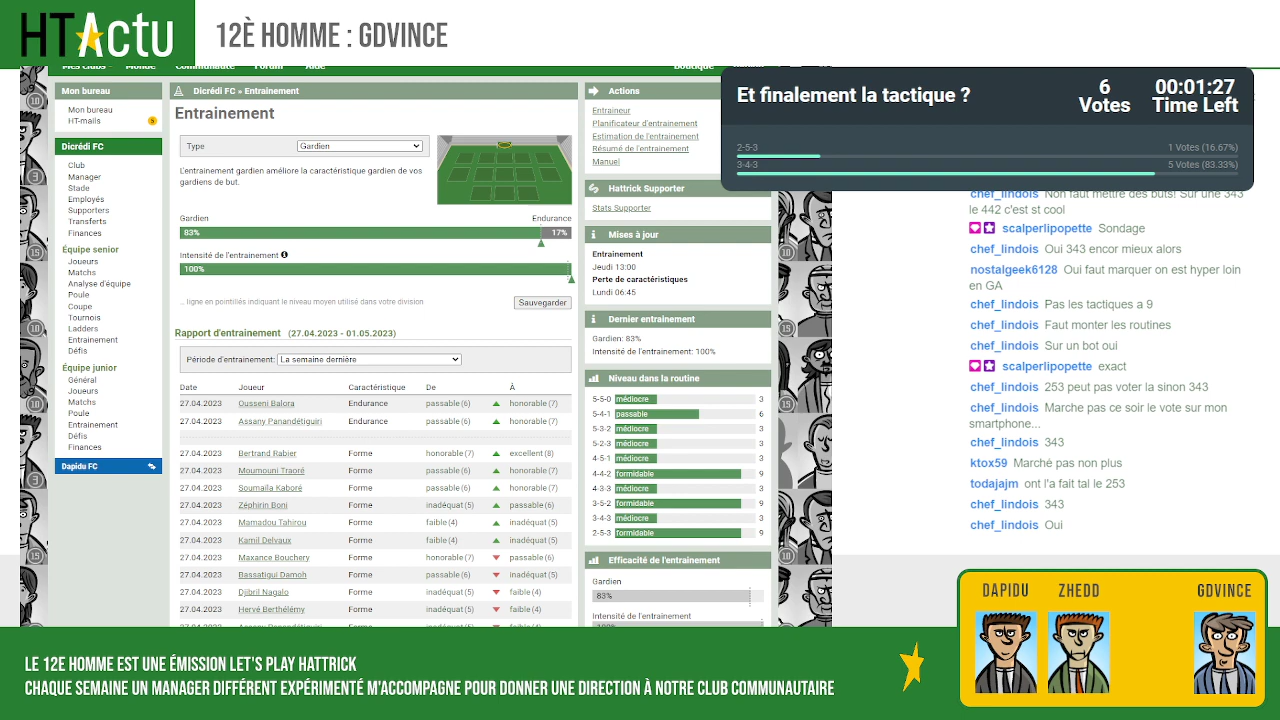 HTActu
12È HOMME : GDVINCE
Mes clubs Monde Communauté Forum Aide Boutique
Mon bureau
Mon bureau
HT-mails 5
Dicrédi FC
Club
Manager
Stade
Employés
Supporters
Transferts
Finances
Équipe senior
Joueurs
Matchs
Analyse d'équipe
Poule
Coupe
Tournois
Ladders
Entrainement
Défis
Équipe junior
Général
Joueurs
Matchs
Poule
Entrainement
Défis
Finances
Dapidu FC
Dicrédi FC » Entrainement
Entrainement
Type Gardien
L'entrainement gardien améliore la caractéristique gardien de vos
gardiens de but.
Gardien Endurance
83% 17%
Intensité de l'entrainement
100%
... ligne en pointillés indiquant le niveau moyen utilisé dans votre division
Sauvegarder
Rapport d'entrainement (27.04.2023 - 01.05.2023)
Période d'entrainement: La semaine dernière
Date Joueur Caractéristique De À
27.04.2023 Ousseni Balora Endurance passable (6) honorable (7)
27.04.2023 Assany Panandétiguiri Endurance passable (6) honorable (7)
27.04.2023 Bertrand Rabier Forme honorable (7) excellent (8)
27.04.2023 Moumouni Traoré Forme passable (6) honorable (7)
27.04.2023 Soumaïla Kaboré Forme passable (6) honorable (7)
27.04.2023 Zéphirin Boni Forme inadéquat (5) passable (6)
27.04.2023 Mamadou Tahirou Forme faible (4) inadéquat (5)
27.04.2023 Kamil Delvaux Forme faible (4) inadéquat (5)
27.04.2023 Maxance Bouchery Forme honorable (7) passable (6)
27.04.2023 Bassatigui Damoh Forme passable (6) inadéquat (5)
27.04.2023 Djibril Nagalo Forme inadéquat (5) faible (4)
27.04.2023 Hervé Berthélémy Forme inadéquat (5) faible (4)
Actions
Entraineur
Planificateur d'entrainement
Estimation de l'entrainement
Résumé de l'entrainement
Manuel
Hattrick Supporter
Stats Supporter
Mises à jour
Entrainement
Jeudi 13:00
Perte de caractéristiques
Lundi 06:45
Dernier entrainement
Gardien: 83%
Intensité de l'entrainement: 100%
Niveau dans la routine
5-5-0 médiocre 3
5-4-1 passable 6
5-3-2 médiocre 3
5-2-3 médiocre 3
4-5-1 médiocre 3
4-4-2 formidable 9
4-3-3 médiocre 3
3-5-2 formidable 9
3-4-3 médiocre 3
2-5-3 formidable 9
Efficacité de l'entrainement
Gardien
83%
Intensité de l'entrainement
100%
Et finalement la tactique ?
6 Votes
00:01:27 Time Left
2-5-3 1 Votes (16.67%)
3-4-3 5 Votes (83.33%)
chef_lindois Non faut mettre des buts! Sur une 343
le 442 c'est st cool
scalperlipopette Sondage
chef_lindois Oui 343 encor mieux alors
nostalgeek6128 Oui faut marquer on est hyper loin
en GA
chef_lindois Pas les tactiques a 9
chef_lindois Faut monter les routines
chef_lindois Sur un bot oui
scalperlipopette exact
chef_lindois 253 peut pas voter la sinon 343
chef_lindois Marche pas ce soir le vote sur mon
smartphone...
chef_lindois 343
ktox59 Marché pas non plus
todajajm ont l'a fait tal le 253
chef_lindois 343
chef_lindois Oui
DAPIDU ZHEDD GDVINCE
LE 12E HOMME EST UNE ÉMISSION LET'S PLAY HATTRICK
CHAQUE SEMAINE UN MANAGER DIFFÉRENT EXPÉRIMENTÉ M'ACCOMPAGNE POUR DONNER UNE DIRECTION À NOTRE CLUB COMMUNAUTAIRE